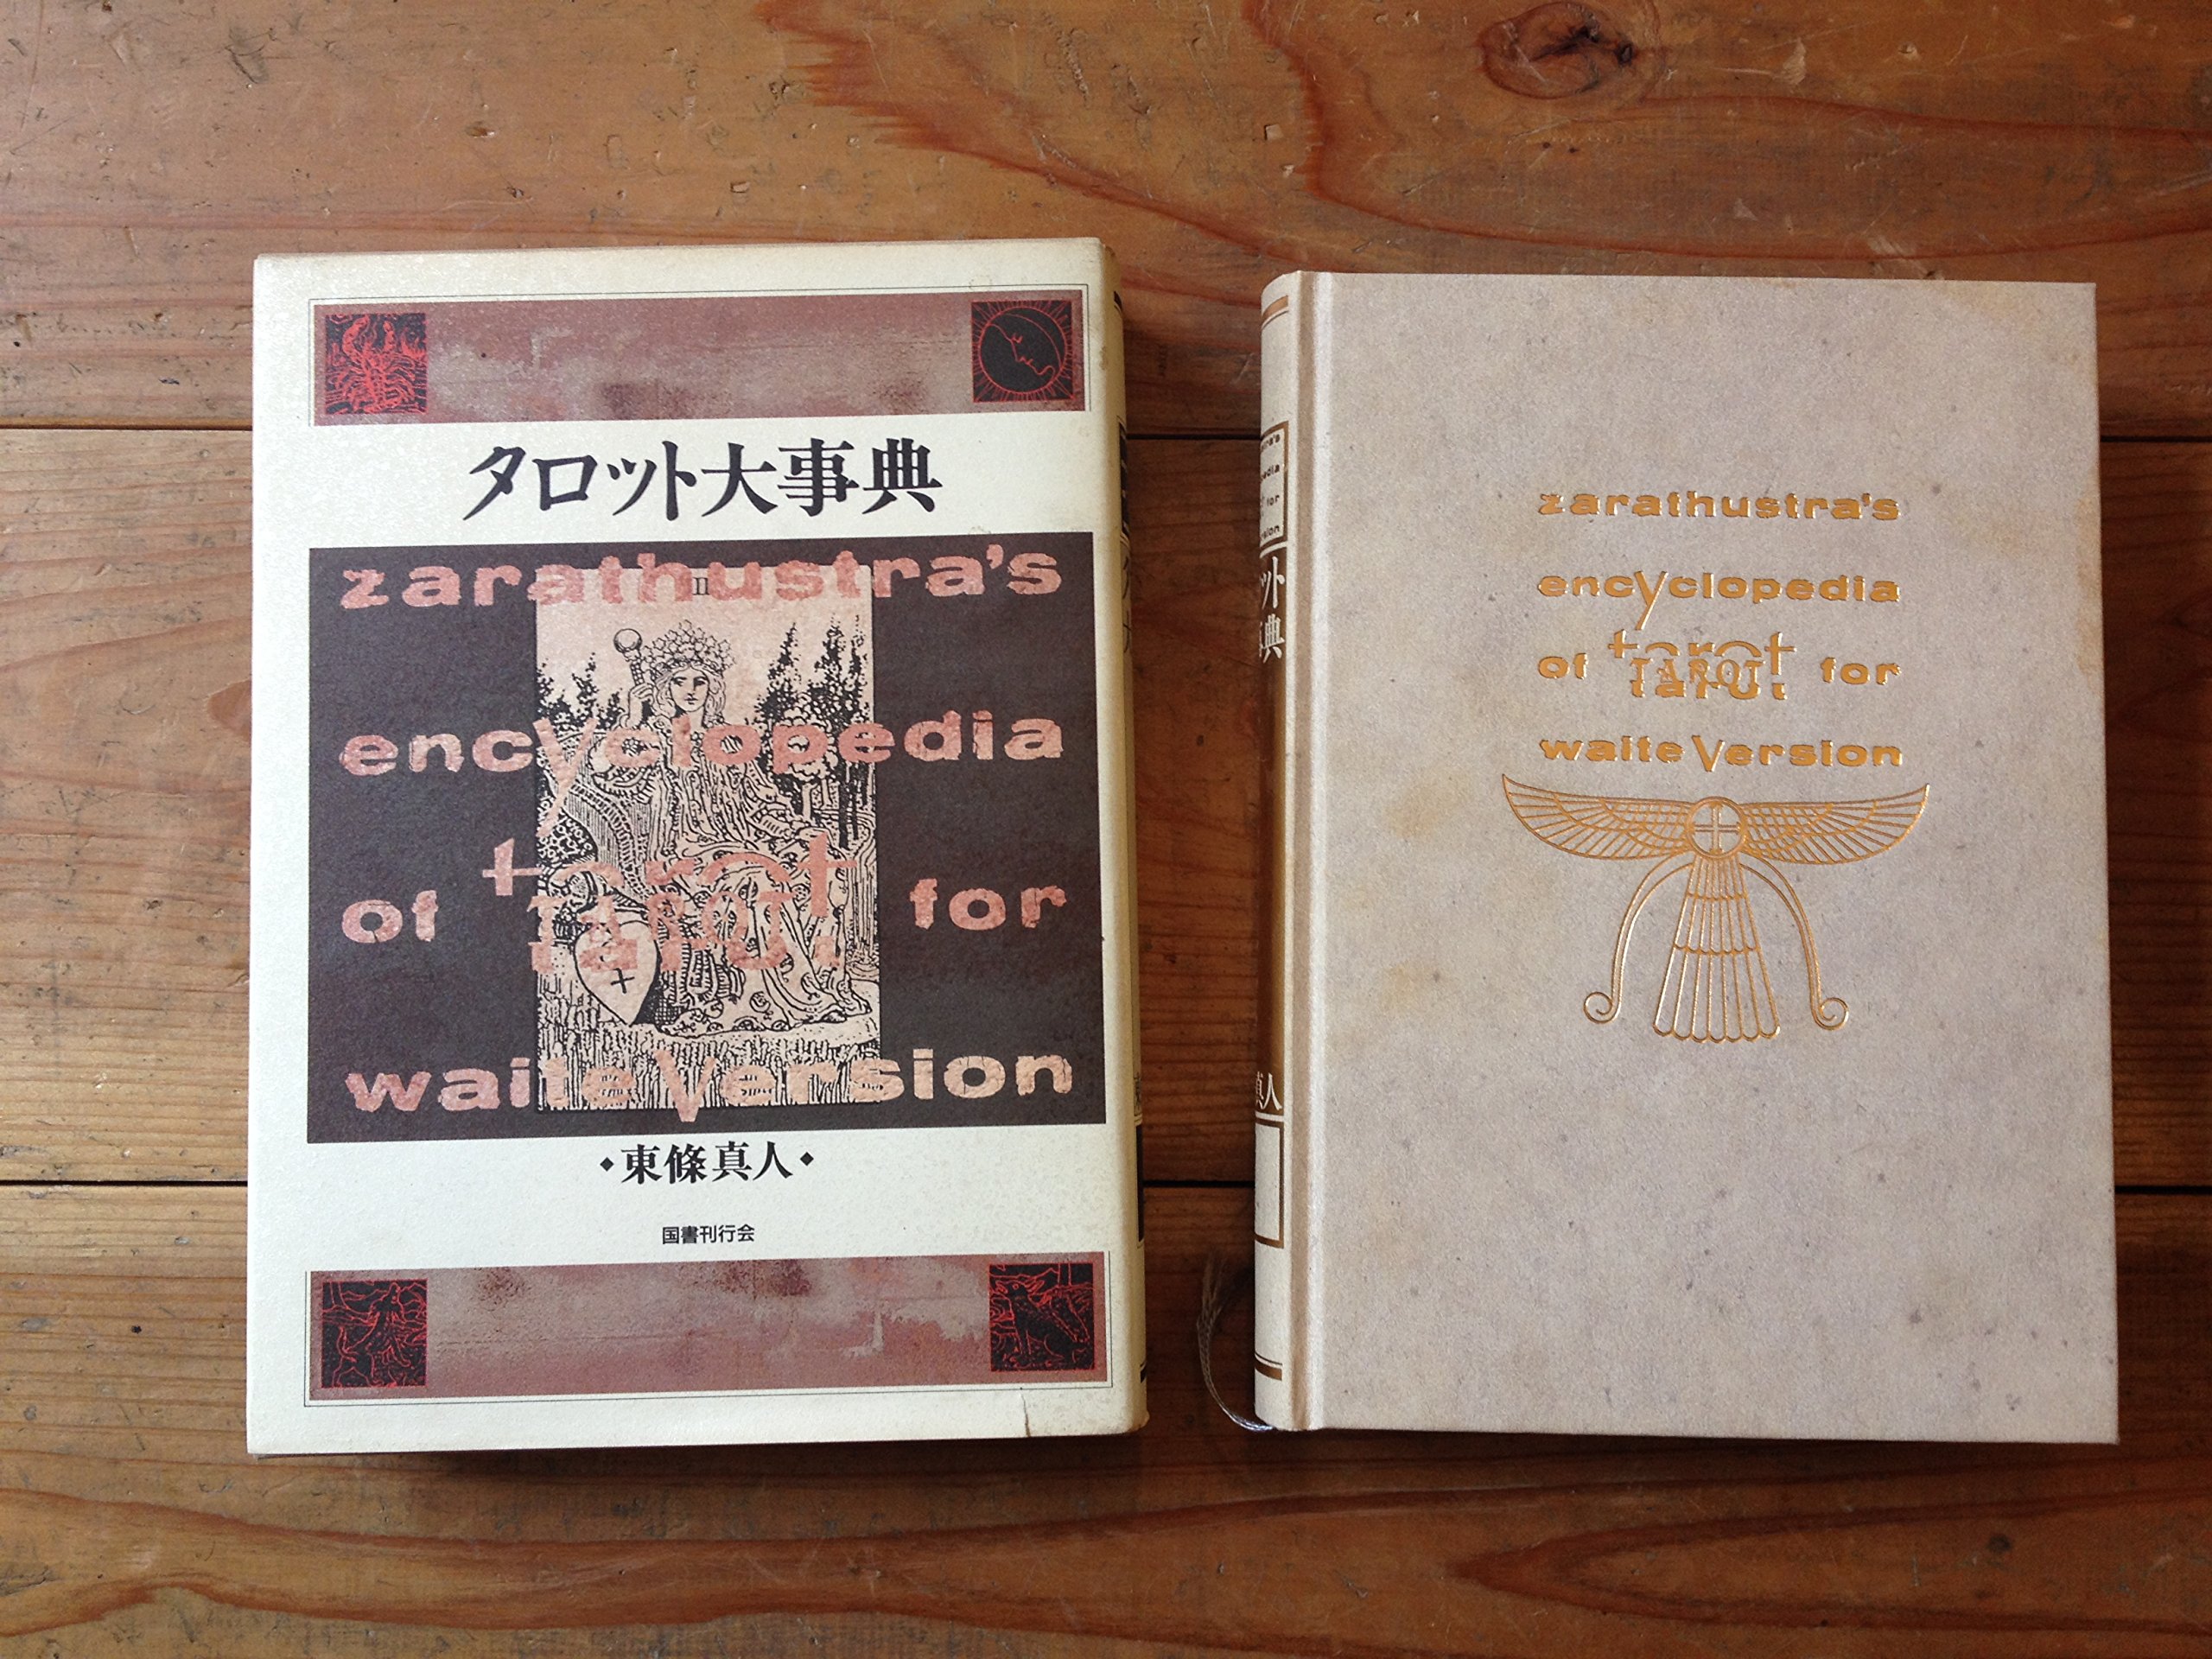 タロット大事典
zarathustra's
encyclopedia
of tarot for
waite Version
東條真人
国書刊行会
zarathustra's
encyclopedia
of tarot for
waite Version
TAROT